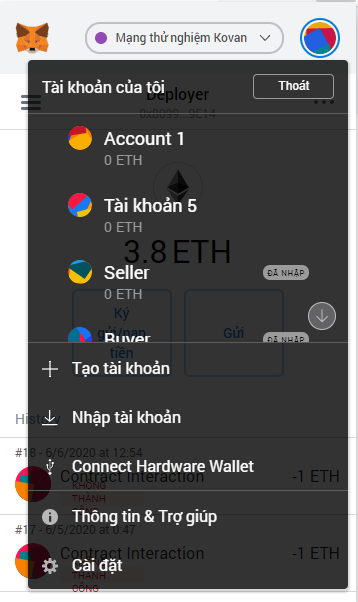 Mạng thử nghiệm Kovan
Tài khoản của tôi
Thoát
Deployer
Account 1
0 ETH
Tài khoản 5
0 ETH
3.8 ETH
Seller
0 ETH
ĐÃ NHẬP
Ký
gửi/nạp
tiền
Gửi
Buyer
ĐÃ NHẬP
Tạo tài khoản
Nhập tài khoản
#18 - 6/6/2020 at 12:54
Connect Hardware Wallet
Contract Interaction
-1 ETH
KHÔNG
THÀNH
CÔNG
Thông tin & Trợ giúp
#17 - 6/5/2020 at 0:47
Contract Interaction
-1 ETH
Cài đặt
THÀNH
CÔNG